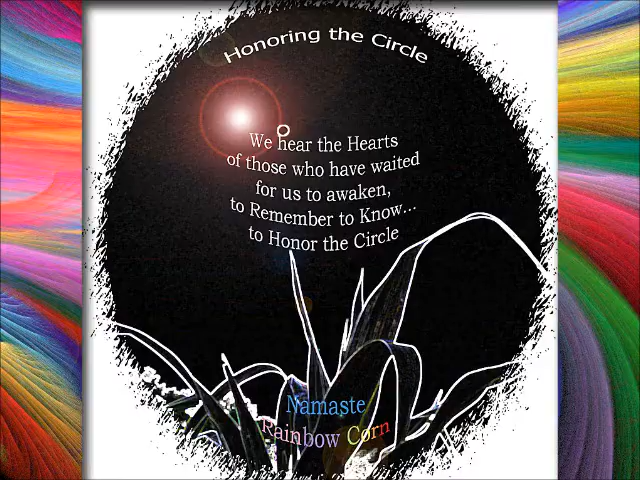 Honoring the Circle
We hear the Hearts
of those who have waited
for us to awaken,
to Remember to Know...
to Honor the Circle
Namaste
Rainbow Corn